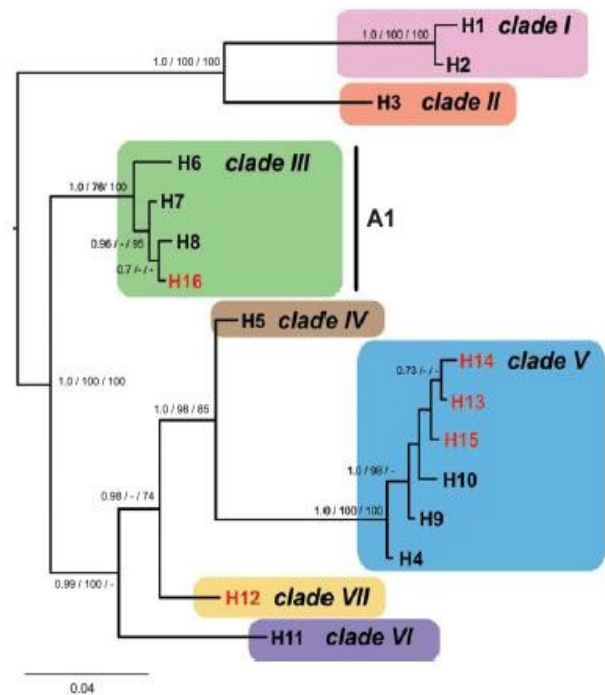 H1 clade I
1.0 / 100 / 100
H2
1.0 / 100 / 100
H3 clade II
H6 clade III
1.0 / 76 / 100
H7
A1
H8
0.96 / - / 95
0.7 / - / -
H16
H5 clade IV
H14 clade V
0.73 / - / -
1.0 / 100 / 100
H13
1.0 / 98 / 85
H15
1.0 / 98 / -
H10
0.98 / - / 74
H9
1.0 / 100 / 100
H4
0.99 / 100 / -
H12 clade VII
H11 clade VI
0.04